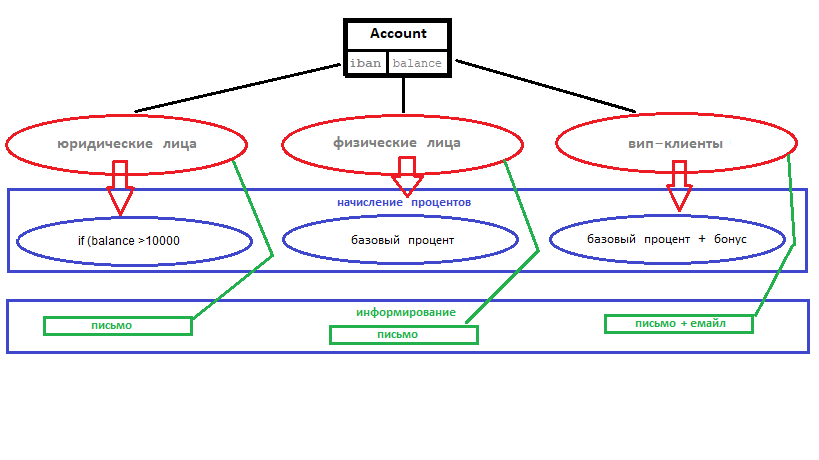 Account
iban balance
юридические лица
физические лица
вип-клиенты
начисление процентов
if (balance >10000
базовый процент
базовый процент + бонус
информирование
письмо
письмо
письмо + емайл